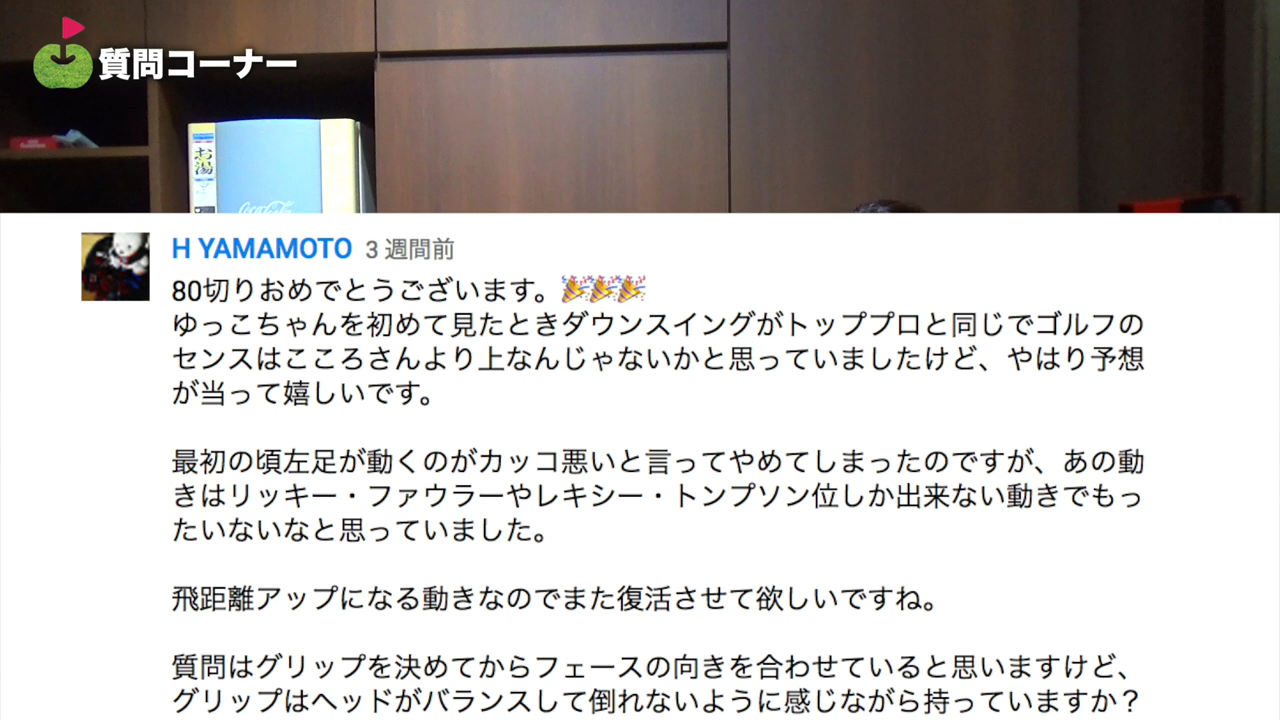 質問コーナー
お湯
Coca-Cola
H YAMAMOTO 3 週間前
80切りおめでとうございます。🎉🎉🎉
ゆっこちゃんを初めて見たときダウンスイングがトッププロと同じでゴルフの
センスはこころさんより上なんじゃないかと思っていましたけど、やはり予想
が当って嬉しいです。
最初の頃左足が動くのがカッコ悪いと言ってやめてしまったのですが、あの動
きはリッキー・ファウラーやレキシー・トンプソン位しか出来ない動きでもっ
たいないなと思っていました。
飛距離アップになる動きなのでまた復活させて欲しいですね。
質問はグリップを決めてからフェースの向きを合わせていると思いますけど、
グリップはヘッドがバランスして倒れないように感じながら持っていますか？